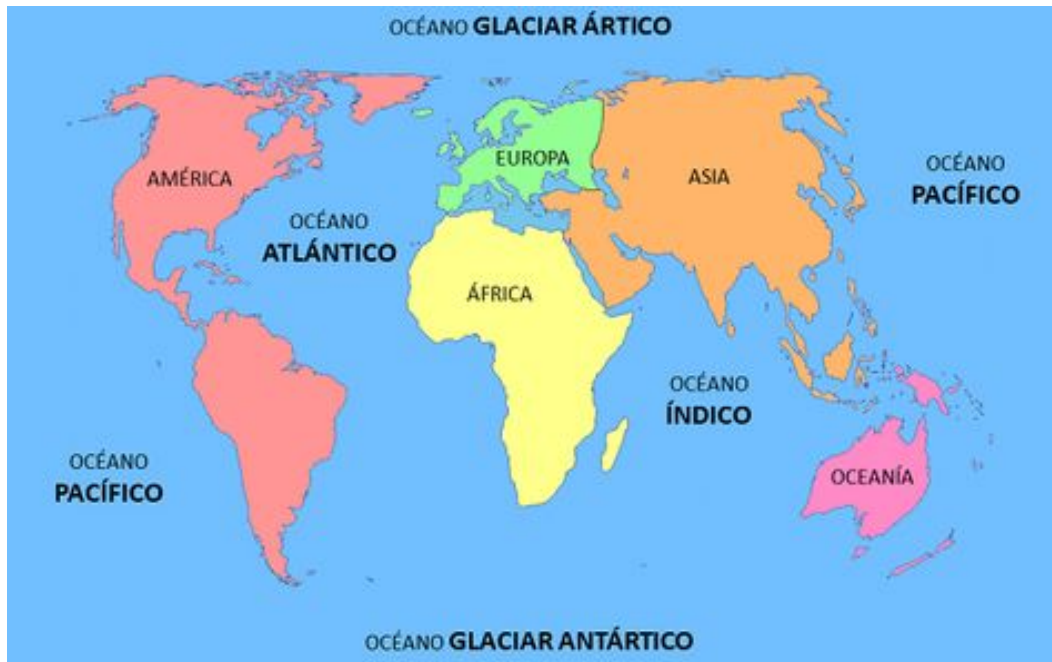 OCÉANO GLACIAR ÁRTICO
EUROPA
AMÉRICA
ASIA
OCÉANO
PACÍFICO
OCÉANO
ATLÁNTICO
ÁFRICA
OCÉANO
ÍNDICO
OCÉANO
PACÍFICO
OCEANÍA
OCÉANO GLACIAR ANTÁRTICO